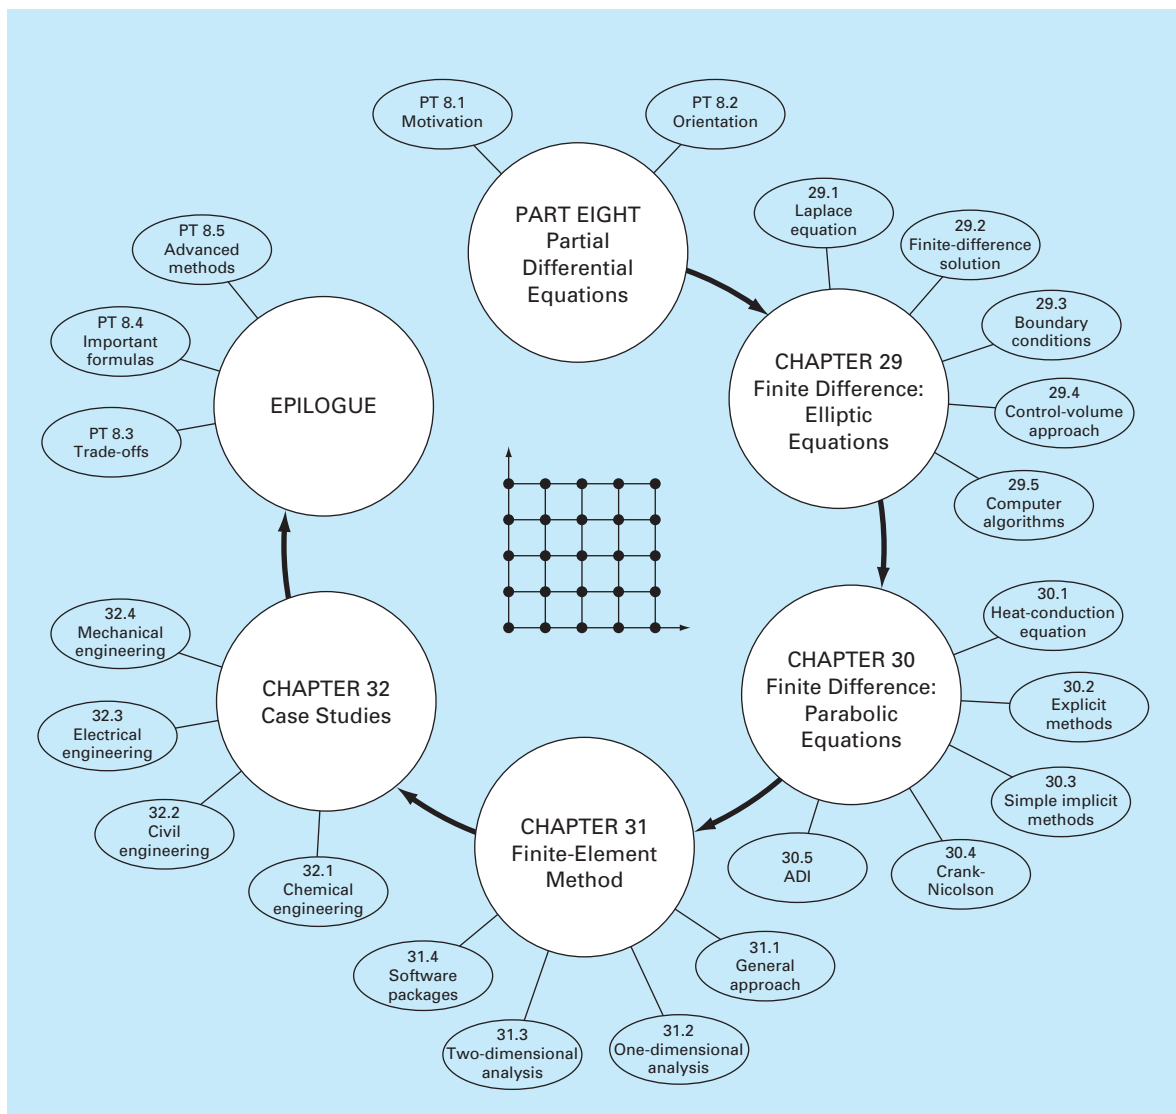 PT 8.1
Motivation
PT 8.2
Orientation
PART EIGHT
Partial
Differential
Equations
29.1
Laplace
equation
29.2
Finite-difference
solution
29.3
Boundary
conditions
29.4
Control-volume
approach
29.5
Computer
algorithms
CHAPTER 29
Finite Difference:
Elliptic
Equations
30.1
Heat-conduction
equation
30.2
Explicit
methods
30.3
Simple implicit
methods
30.4
Crank-
Nicolson
30.5
ADI
CHAPTER 30
Finite Difference:
Parabolic
Equations
CHAPTER 31
Finite-Element
Method
31.1
General
approach
31.2
One-dimensional
analysis
31.3
Two-dimensional
analysis
31.4
Software
packages
CHAPTER 32
Case Studies
32.1
Chemical
engineering
32.2
Civil
engineering
32.3
Electrical
engineering
32.4
Mechanical
engineering
EPILOGUE
PT 8.3
Trade-offs
PT 8.4
Important
formulas
PT 8.5
Advanced
methods